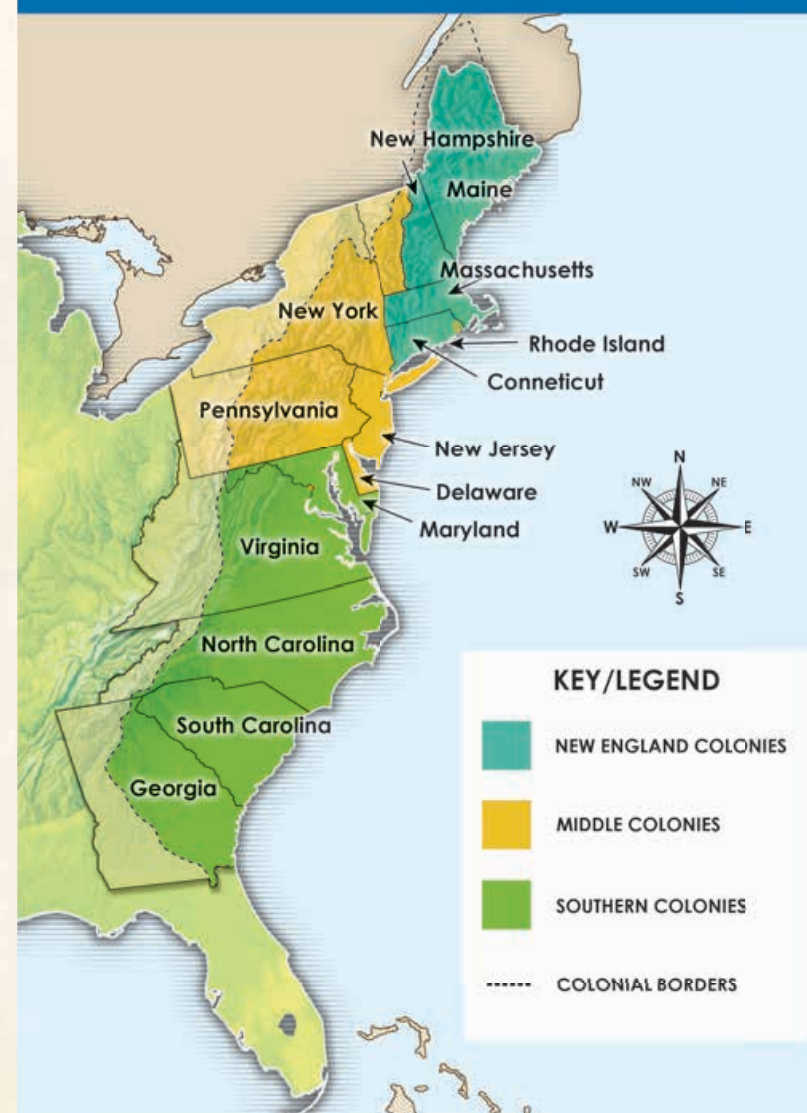 New Hampshire
Maine
Massachusetts
New York
Rhode Island
Conneticut
Pennsylvania
New Jersey
Delaware
Maryland
Virginia
North Carolina
South Carolina
Georgia
N
NW NE
W E
SW SE
S
KEY/LEGEND
NEW ENGLAND COLONIES
MIDDLE COLONIES
SOUTHERN COLONIES
COLONIAL BORDERS